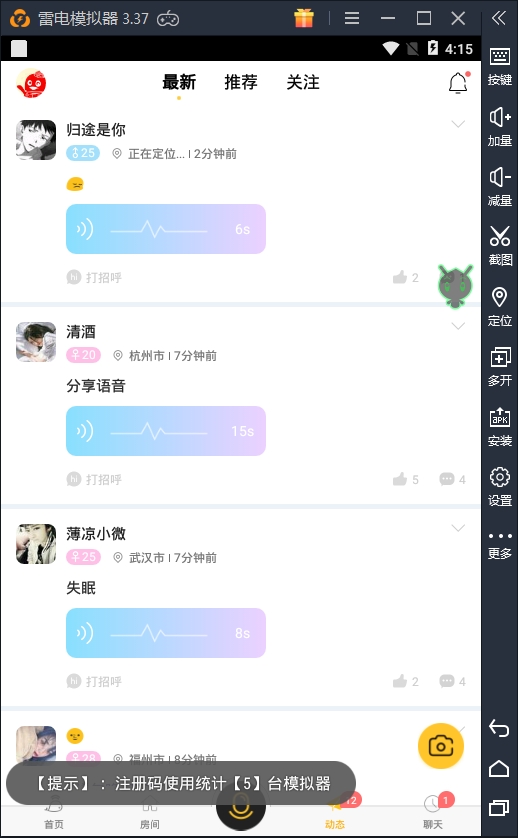 雷电模拟器 3.37
4:15
最新 推荐 关注
归途是你
♂25 正在定位... | 2分钟前
6s
hi 打招呼 2
清酒
♀20 杭州市 | 7分钟前
分享语音
15s
hi 打招呼 5 4
薄凉小微
♀25 武汉市 | 7分钟前
失眠
8s
hi 打招呼 2 4
♀28 福州市 | 8分钟前
【提示】：注册码使用统计【5】台模拟器
12 1
首页 房间 动态 聊天
按键
加量
减量
截图
定位
多开
APK
安装
设置
更多